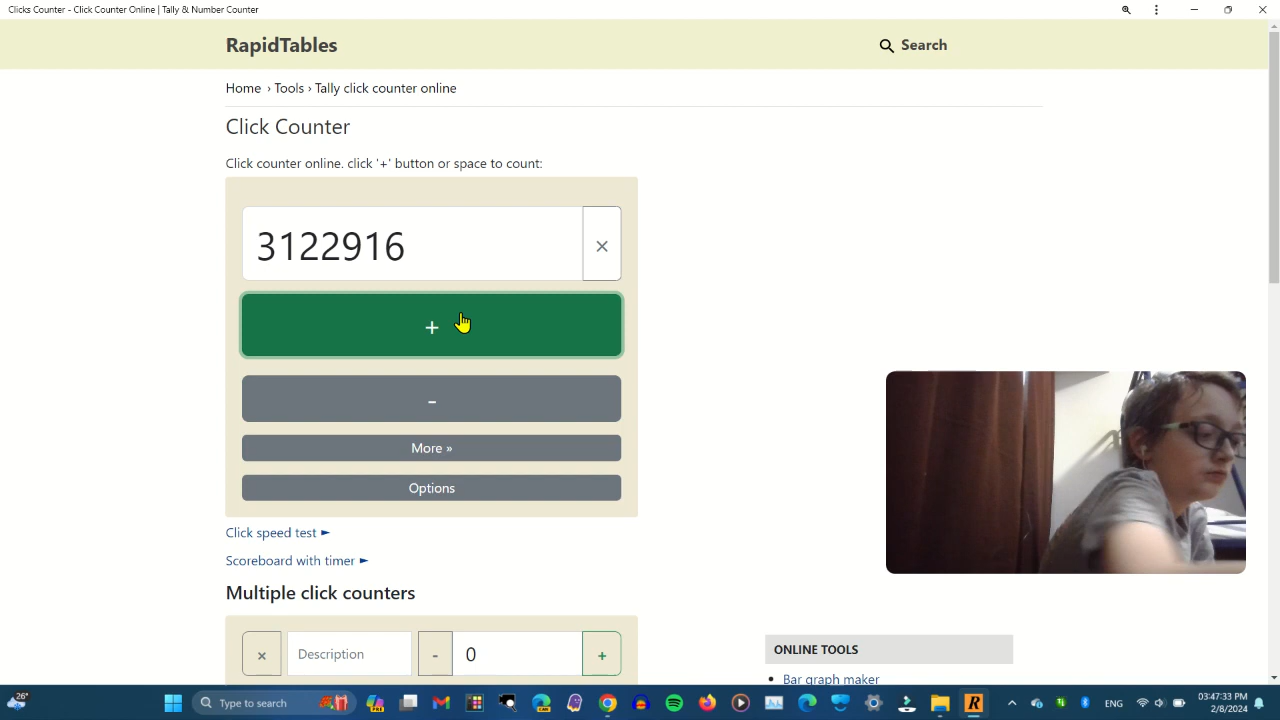 Clicks Counter - Click Counter Online | Tally & Number Counter
RapidTables
Search
Home › Tools › Tally click counter online
Click Counter
Click counter online. click '+' button or space to count:
3122916
×
+
-
More »
Options
Click speed test ►
Scoreboard with timer ►
Multiple click counters
×
Description
-
0
+
ONLINE TOOLS
Bar graph maker
26°
Type to search
ENG
03:47:33 PM
2/8/2024